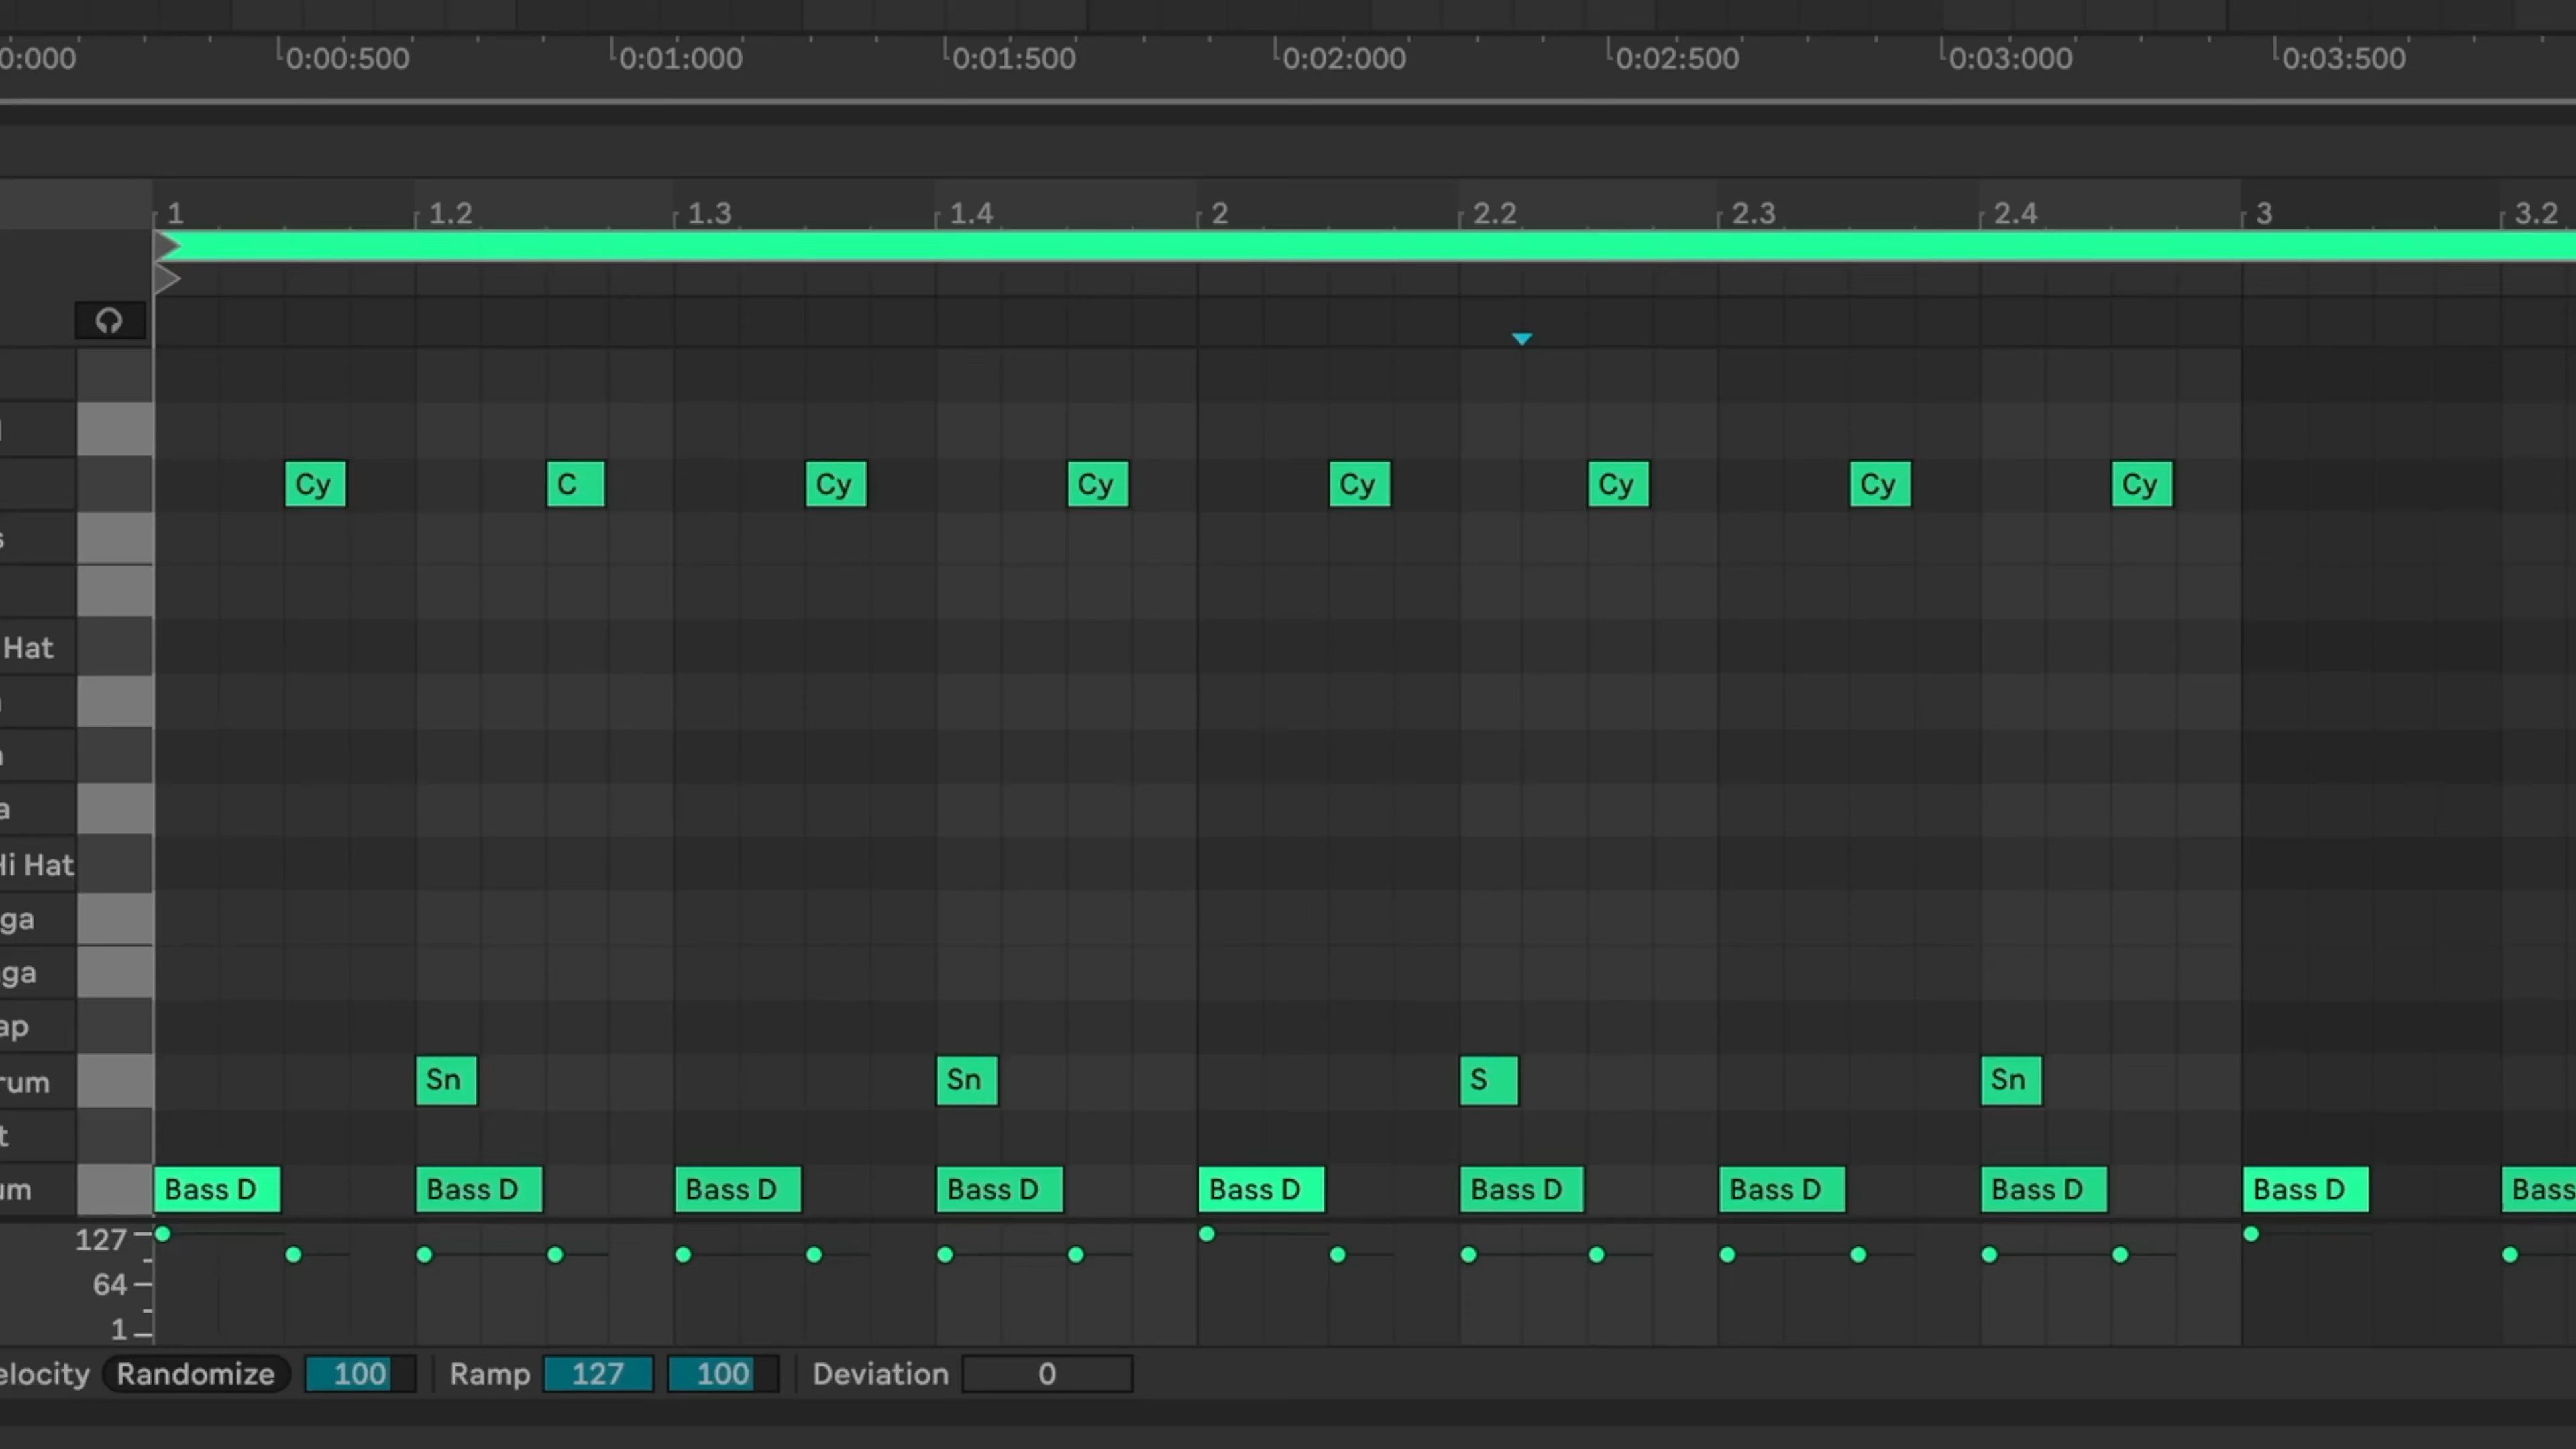 0:000 0:00:500 0:01:000 0:01:500 0:02:000 0:02:500 0:03:000 0:03:500
1 1.2 1.3 1.4 2 2.2 2.3 2.4 3 3.2
Cy C Cy Cy Cy Cy Cy Cy
s
Hat
a
Hi Hat
ga
ga
ap
rum Sn Sn S Sn
t
um Bass D Bass D Bass D Bass D Bass D Bass D Bass D Bass D Bass D Bass
127
64
1
elocity Randomize 100 Ramp 127 100 Deviation 0